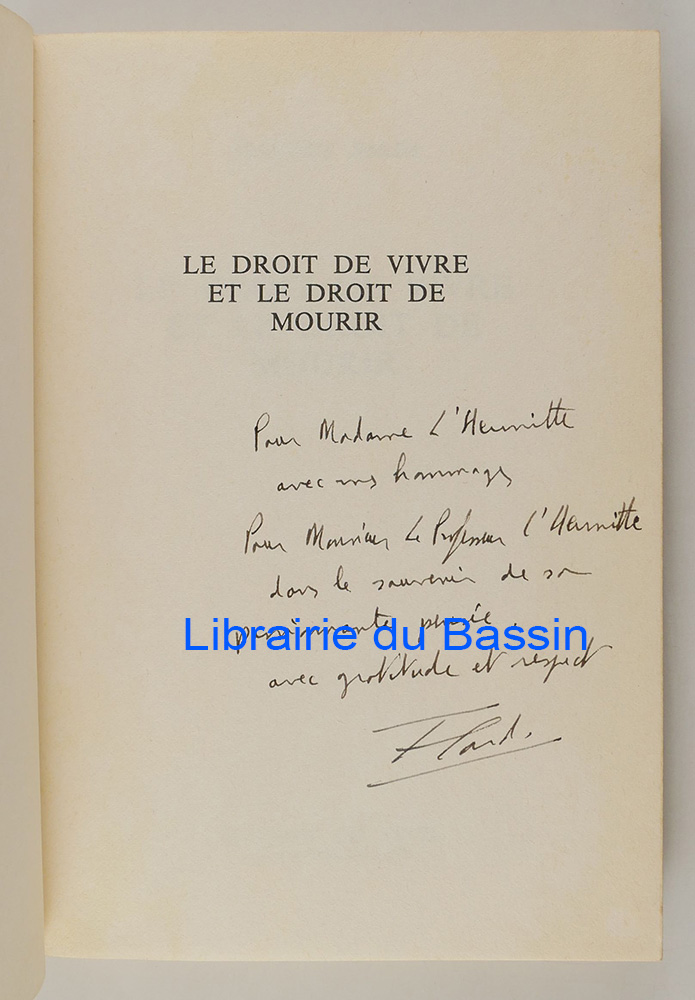 LE DROIT DE VIVRE
ET LE DROIT DE
MOURIR
Pour Madame L'Hermitte
avec mes hommages
Pour Monsieur Le Professeur L'Hermitte
dans le souvenir de sa
pensée,
Librairie du Bassin
avec gratitude et respect